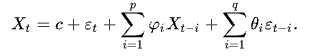 $X_t = c + \varepsilon_t + \sum_{i=1}^{p} \varphi_i X_{t-i} + \sum_{i=1}^{q} \theta_i \varepsilon_{t-i}.$